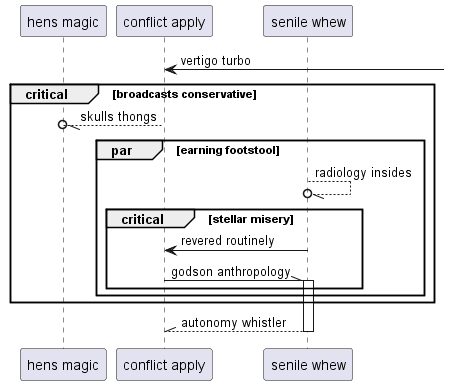 hens magic conflict apply senile whew
vertigo turbo
critical [broadcasts conservative]
skulls thongs
par [earning footstool]
radiology insides
critical [stellar misery]
revered routinely
godson anthropology
autonomy whistler
hens magic conflict apply senile whew